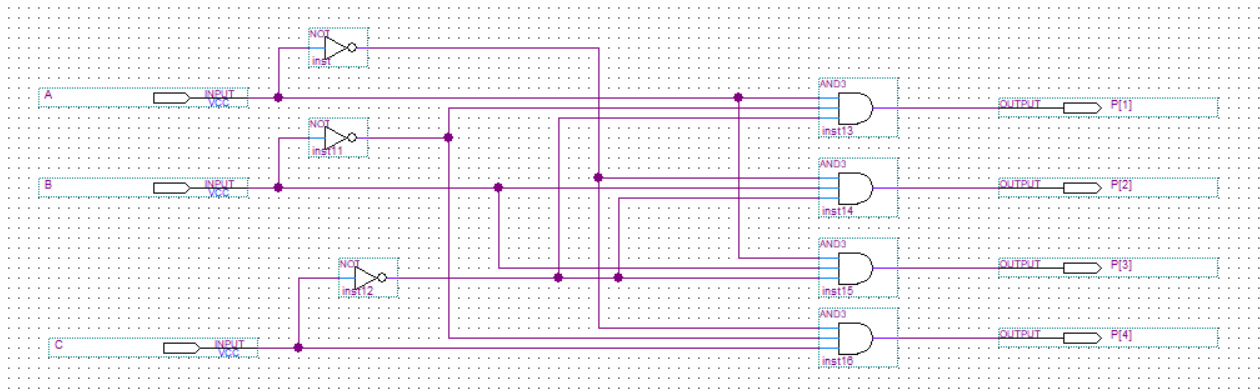 NOT
inst
A
INPUT
VCC
AND3
inst13
OUTPUT
P[1]
NOT
inst11
B
INPUT
VCC
AND3
inst14
OUTPUT
P[2]
NOT
inst12
AND3
inst15
OUTPUT
P[3]
C
INPUT
VCC
AND3
inst16
OUTPUT
P[4]